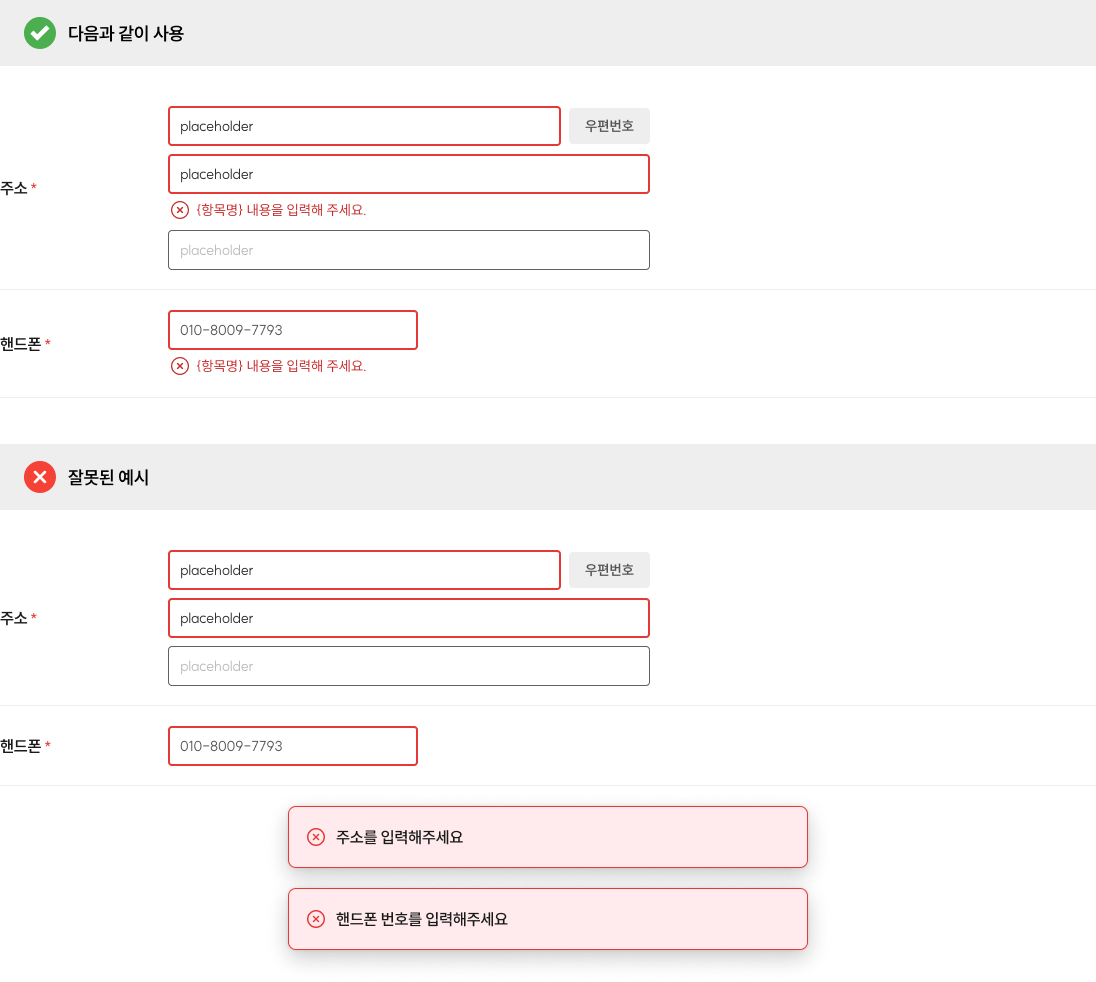 다음과 같이 사용
placeholder
우편번호
placeholder
주소 *
{항목명} 내용을 입력해 주세요.
placeholder
010-8009-7793
핸드폰 *
{항목명} 내용을 입력해 주세요.
잘못된 예시
placeholder
우편번호
placeholder
주소 *
placeholder
핸드폰 *
010-8009-7793
주소를 입력해주세요
핸드폰 번호를 입력해주세요